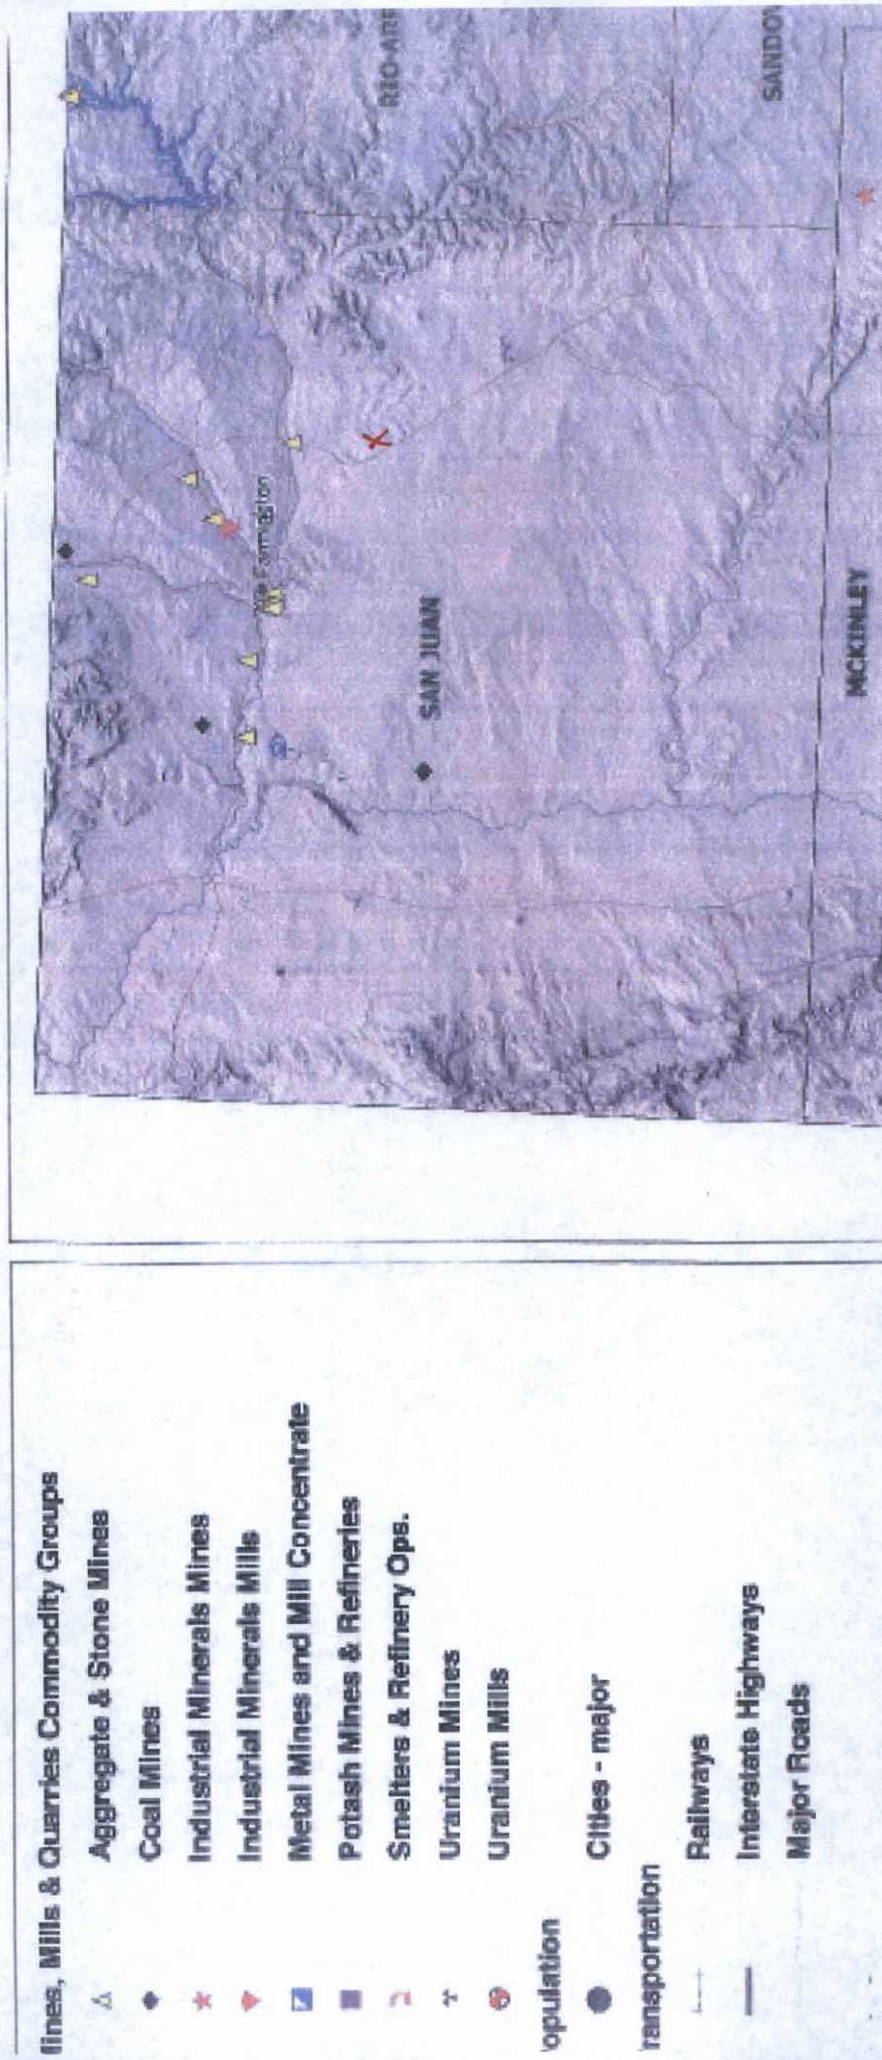 lines, Mills & Quarries Commodity Groups
Aggregate & Stone Mines
Coal Mines
Industrial Minerals Mines
Industrial Minerals Mills
Metal Mines and Mill Concentrate
Potash Mines & Refineries
Smelters & Refinery Ops.
Uranium Mines
Uranium Mills
opulation
Cities - major
ransportation
Railways
Interstate Highways
Major Roads
Farmington
SAN JUAN
RIO ARR
SANDOV
MCKINLEY
X